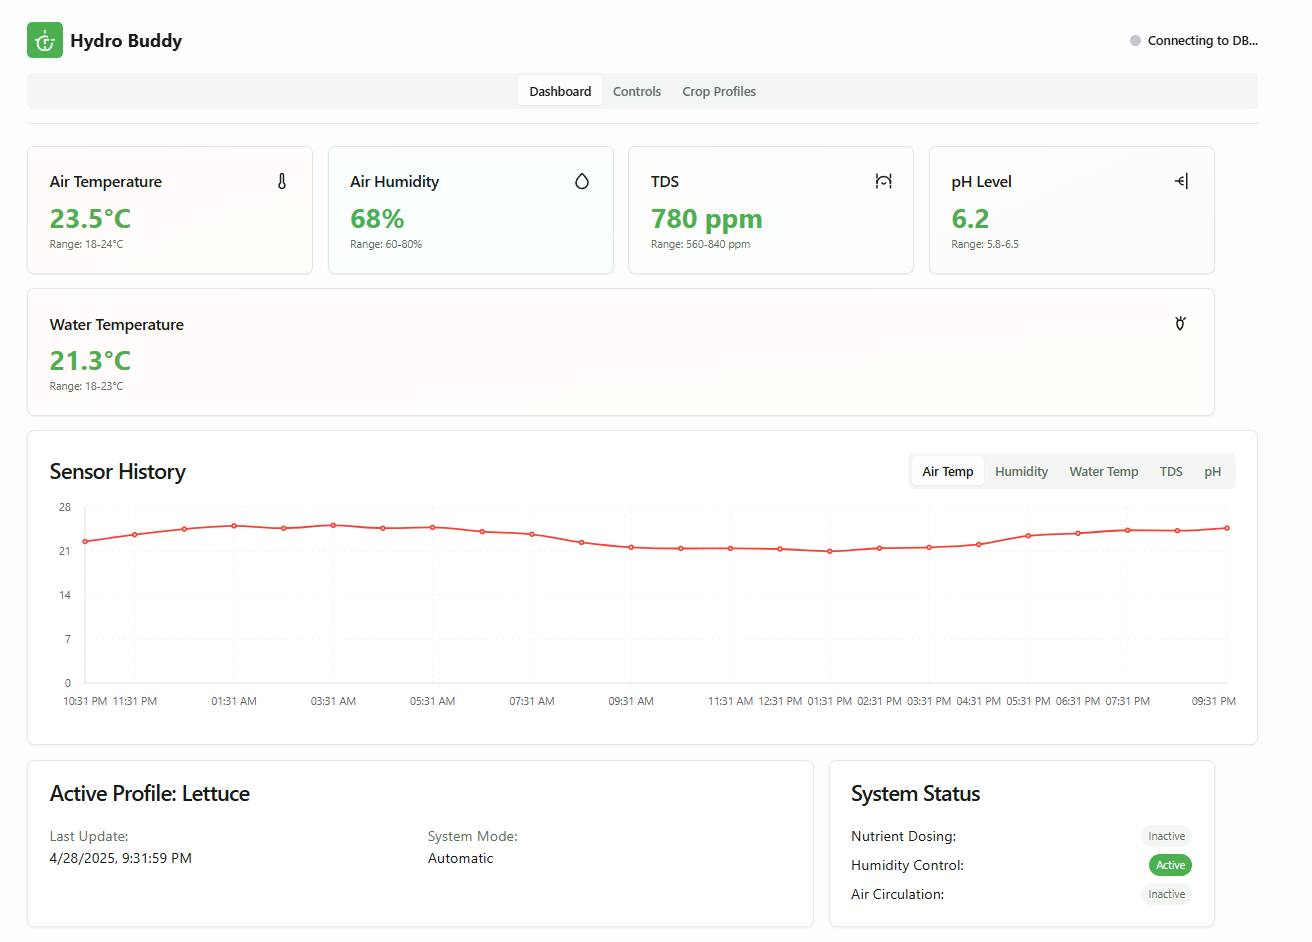 Hydro Buddy
Connecting to DB...
Dashboard Controls Crop Profiles
Air Temperature
23.5°C
Range: 18-24°C
Air Humidity
68%
Range: 60-80%
TDS
780 ppm
Range: 560-840 ppm
pH Level
6.2
Range: 5.8-6.5
Water Temperature
21.3°C
Range: 18-23°C
Sensor History
Air Temp Humidity Water Temp TDS pH
28
21
14
7
0
10:31 PM 11:31 PM 01:31 AM 03:31 AM 05:31 AM 07:31 AM 09:31 AM 11:31 AM 12:31 PM 01:31 PM 02:31 PM 03:31 PM 04:31 PM 05:31 PM 06:31 PM 07:31 PM 09:31 PM
Active Profile: Lettuce
Last Update:
4/28/2025, 9:31:59 PM
System Mode:
Automatic
System Status
Nutrient Dosing: Inactive
Humidity Control: Active
Air Circulation: Inactive